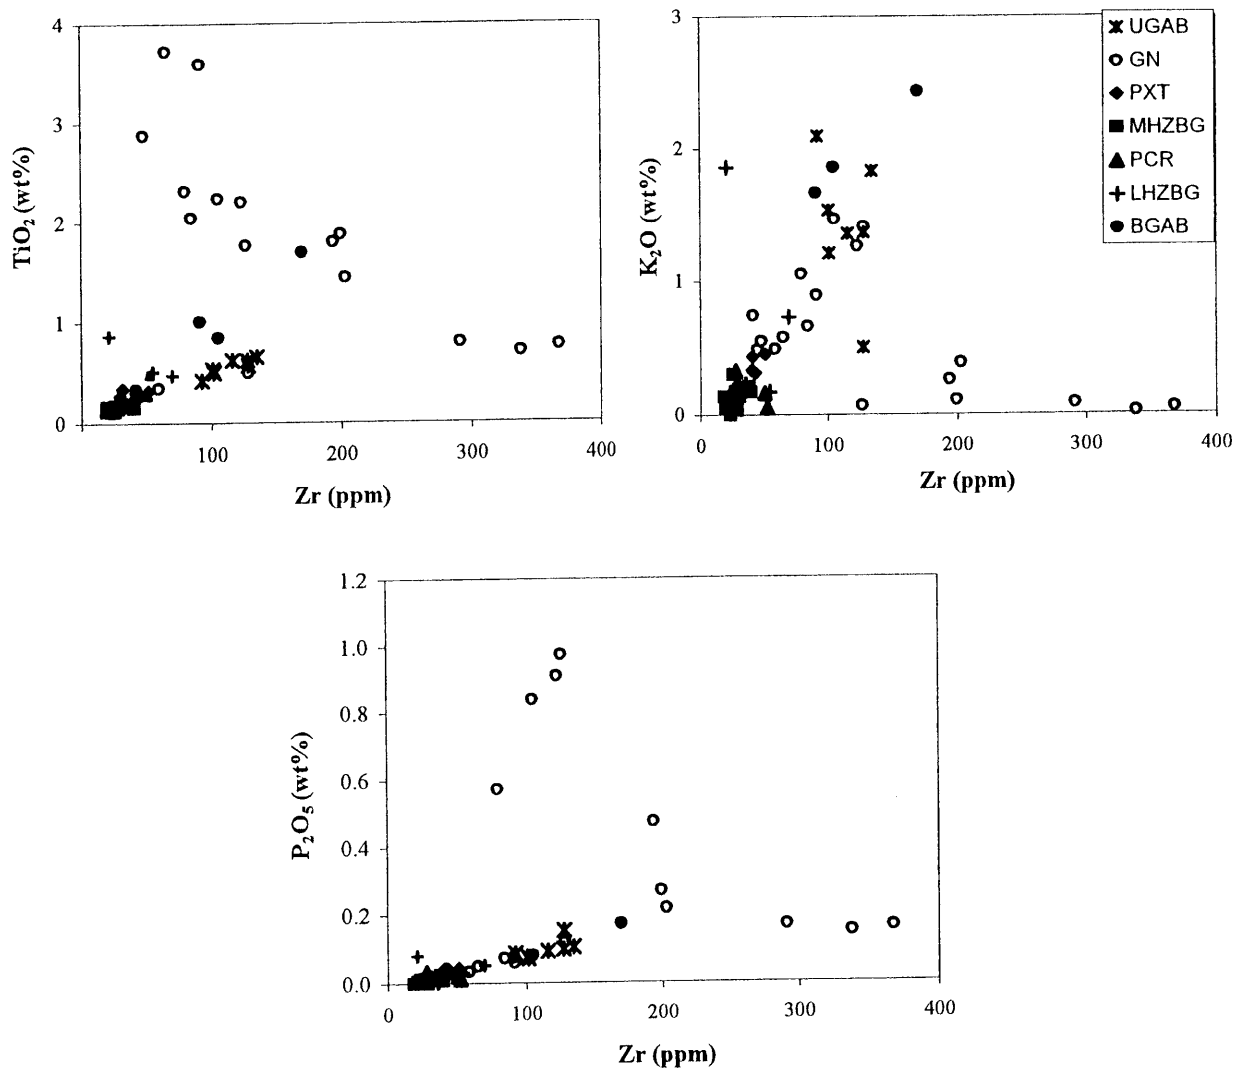 4
3
2
1
0
TiO₂ (wt%)
100
200
300
400
Zr (ppm)
3
2
1
0
K₂O (wt%)
0
100
200
300
400
Zr (ppm)
UGAB
GN
PXT
MHZBG
PCR
LHZBG
BGAB
1.2
1.0
0.8
0.6
0.4
0.2
0.0
P₂O₅ (wt%)
0
100
200
300
400
Zr (ppm)